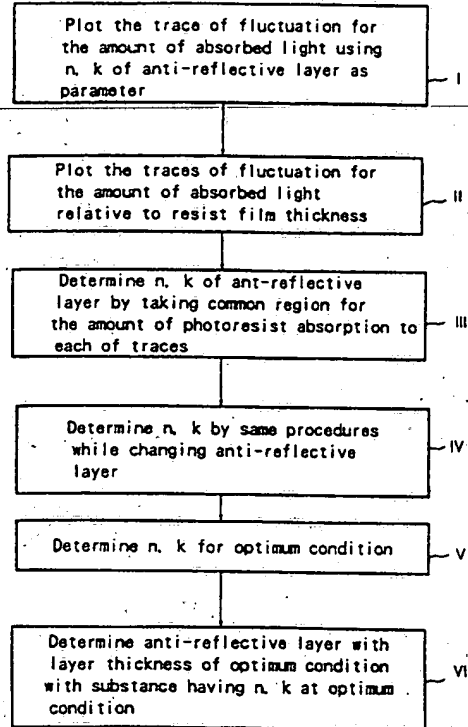 Plot the trace of fluctuation for
the amount of absorbed light using
n, k of anti-reflective layer as
parameter
I
Plot the traces of fluctuation for
the amount of absorbed light
relative to resist film thickness
II
Determine n, k of ant-reflective
layer by taking common region for
the amount of photoresist absorption to
each of traces
III
Determine n, k by same procedures
while changing anti-reflective
layer
IV
Determine n, k for optimum condition
V
Determine anti-reflective layer with
layer thickness of optimum condition
with substance having n, k at optimum
condition
VI